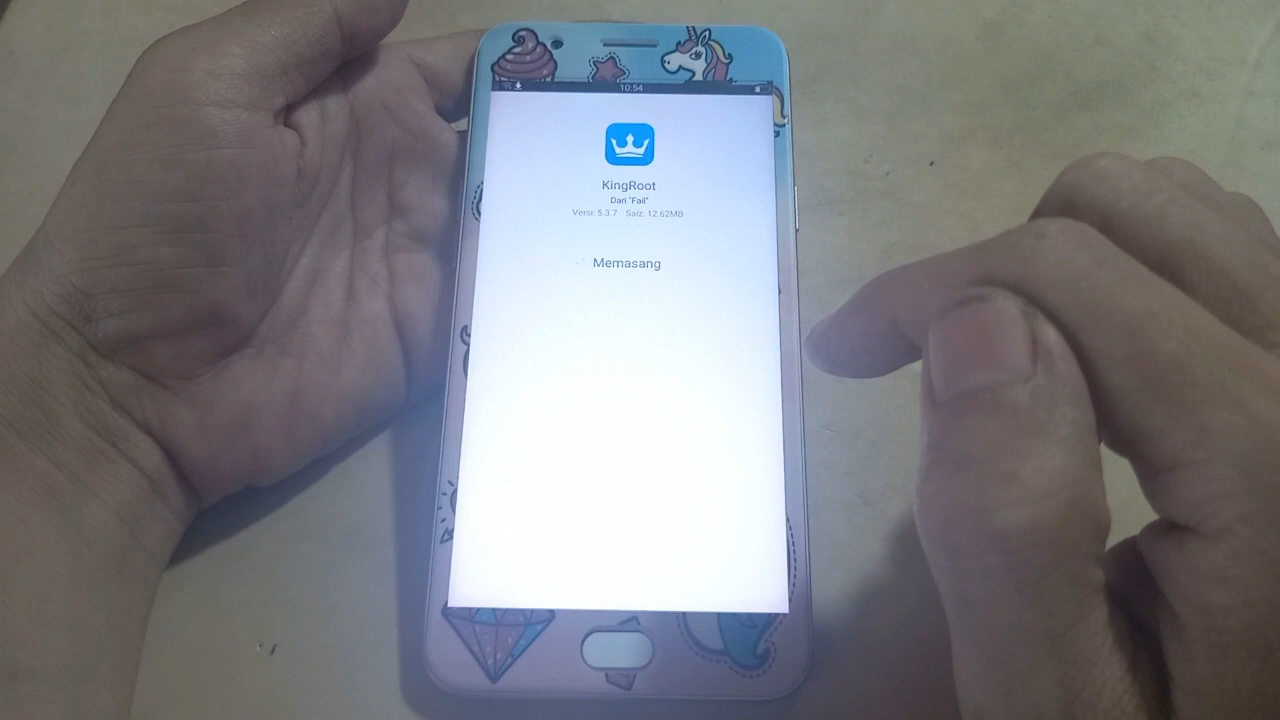 10:54
KingRoot
Dari "Fail"
Versi: 5.3.7 Saiz: 12.62MB
Memasang